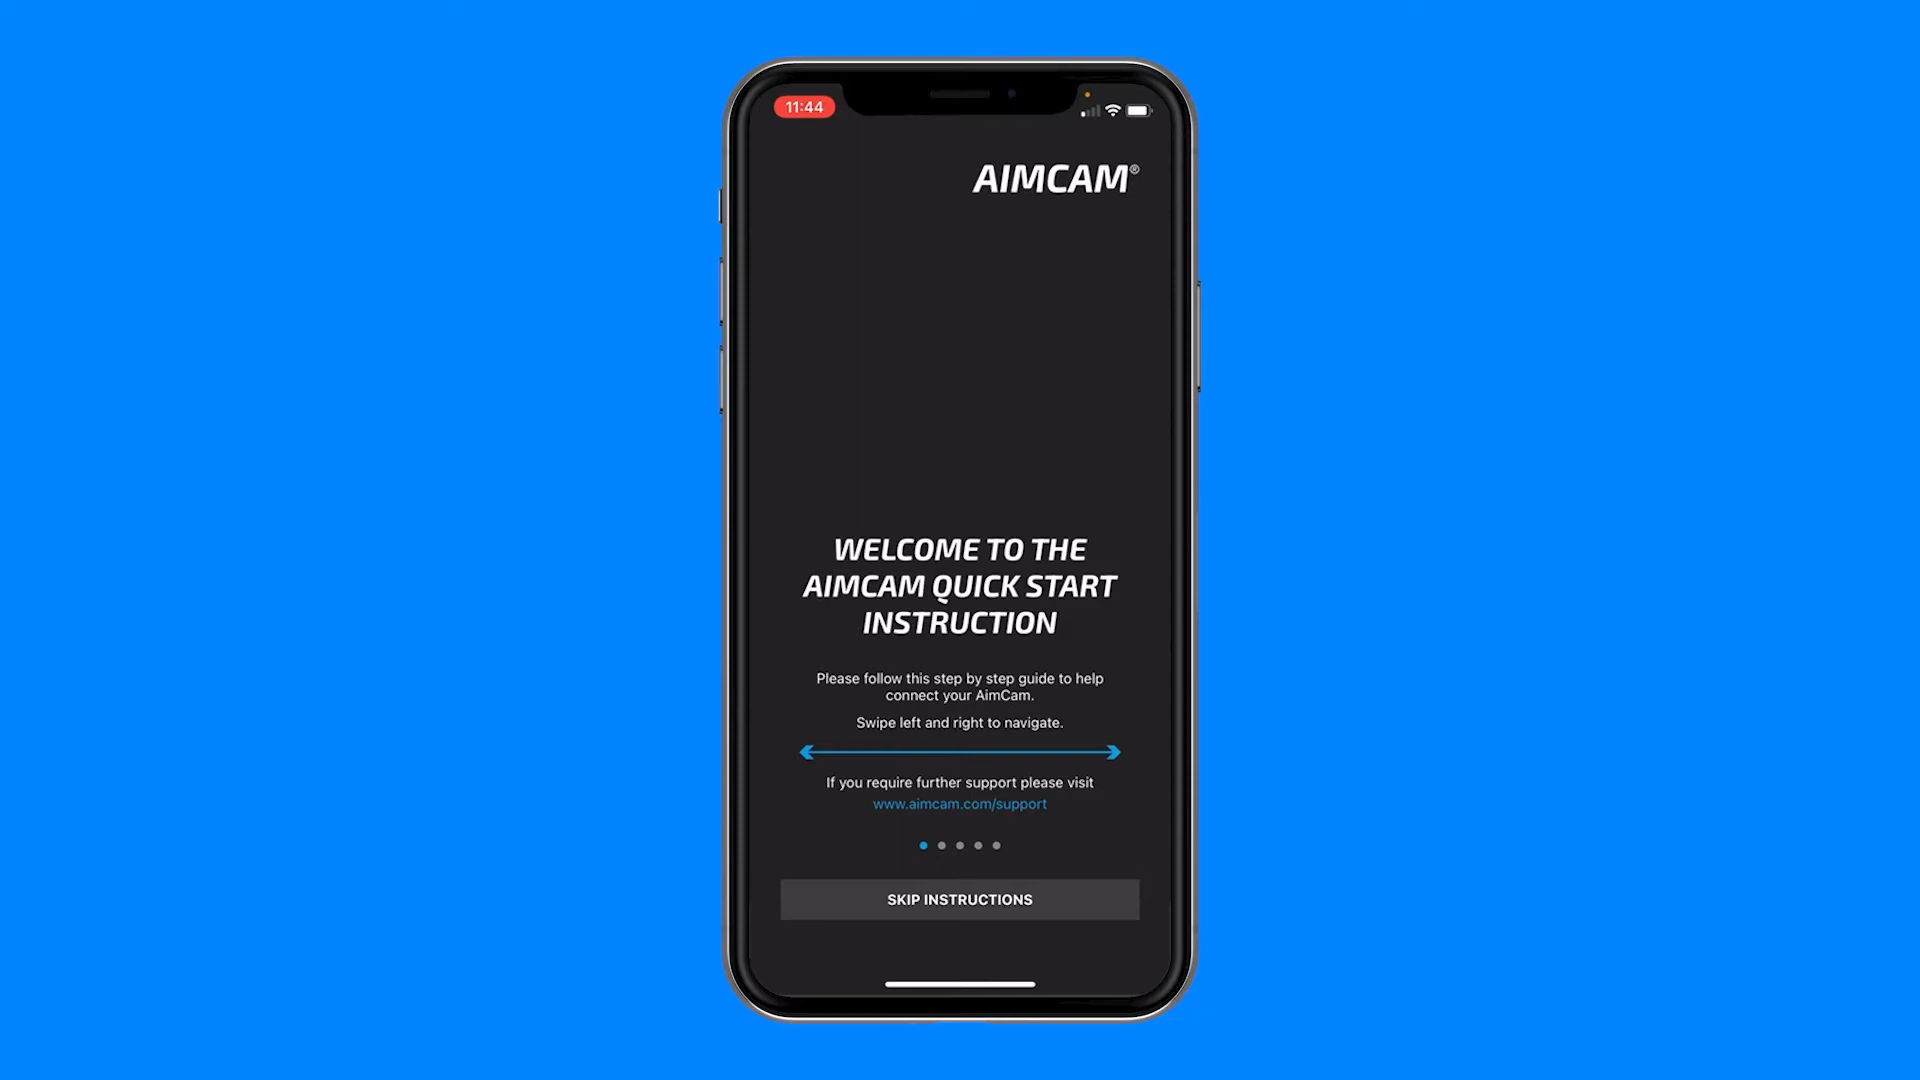 11:44
AIMCAM®
WELCOME TO THE
AIMCAM QUICK START
INSTRUCTION
Please follow this step by step guide to help
connect your AimCam.
Swipe left and right to navigate.
If you require further support please visit
www.aimcam.com/support
SKIP INSTRUCTIONS